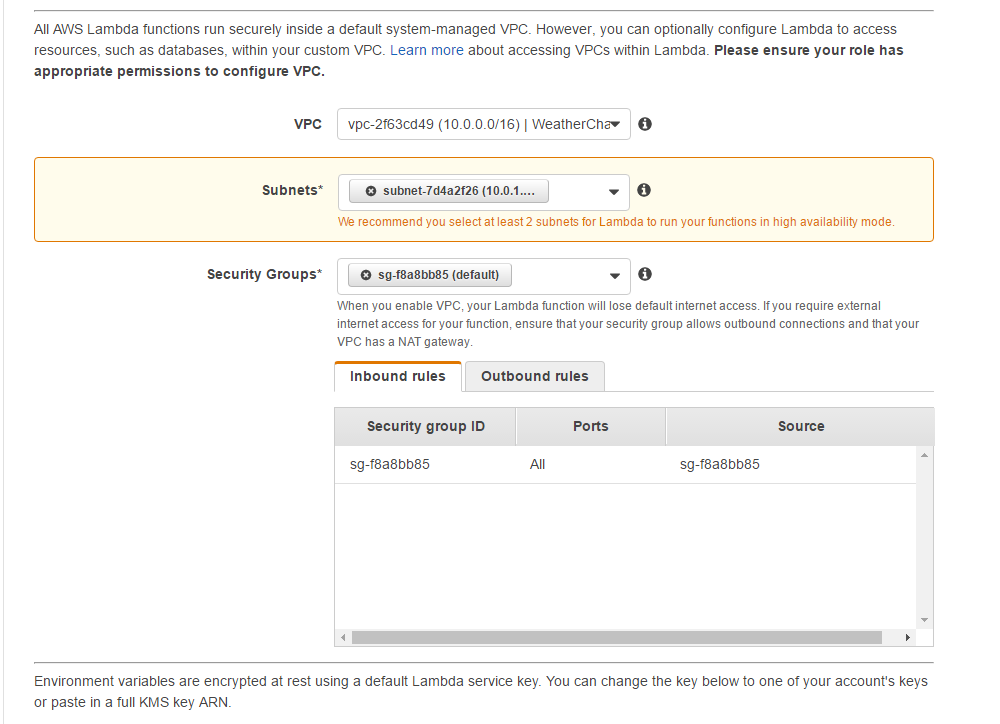 All AWS Lambda functions run securely inside a default system-managed VPC. However, you can optionally configure Lambda to access
resources, such as databases, within your custom VPC. Learn more about accessing VPCs within Lambda. Please ensure your role has
appropriate permissions to configure VPC.
VPC vpc-2f63cd49 (10.0.0.0/16) | WeatherCha
Subnets* subnet-7d4a2f26 (10.0.1....
We recommend you select at least 2 subnets for Lambda to run your functions in high availability mode.
Security Groups* sg-f8a8bb85 (default)
When you enable VPC, your Lambda function will lose default internet access. If you require external
internet access for your function, ensure that your security group allows outbound connections and that your
VPC has a NAT gateway.
Inbound rules Outbound rules
Security group ID Ports Source
sg-f8a8bb85 All sg-f8a8bb85
Environment variables are encrypted at rest using a default Lambda service key. You can change the key below to one of your account's keys
or paste in a full KMS key ARN.